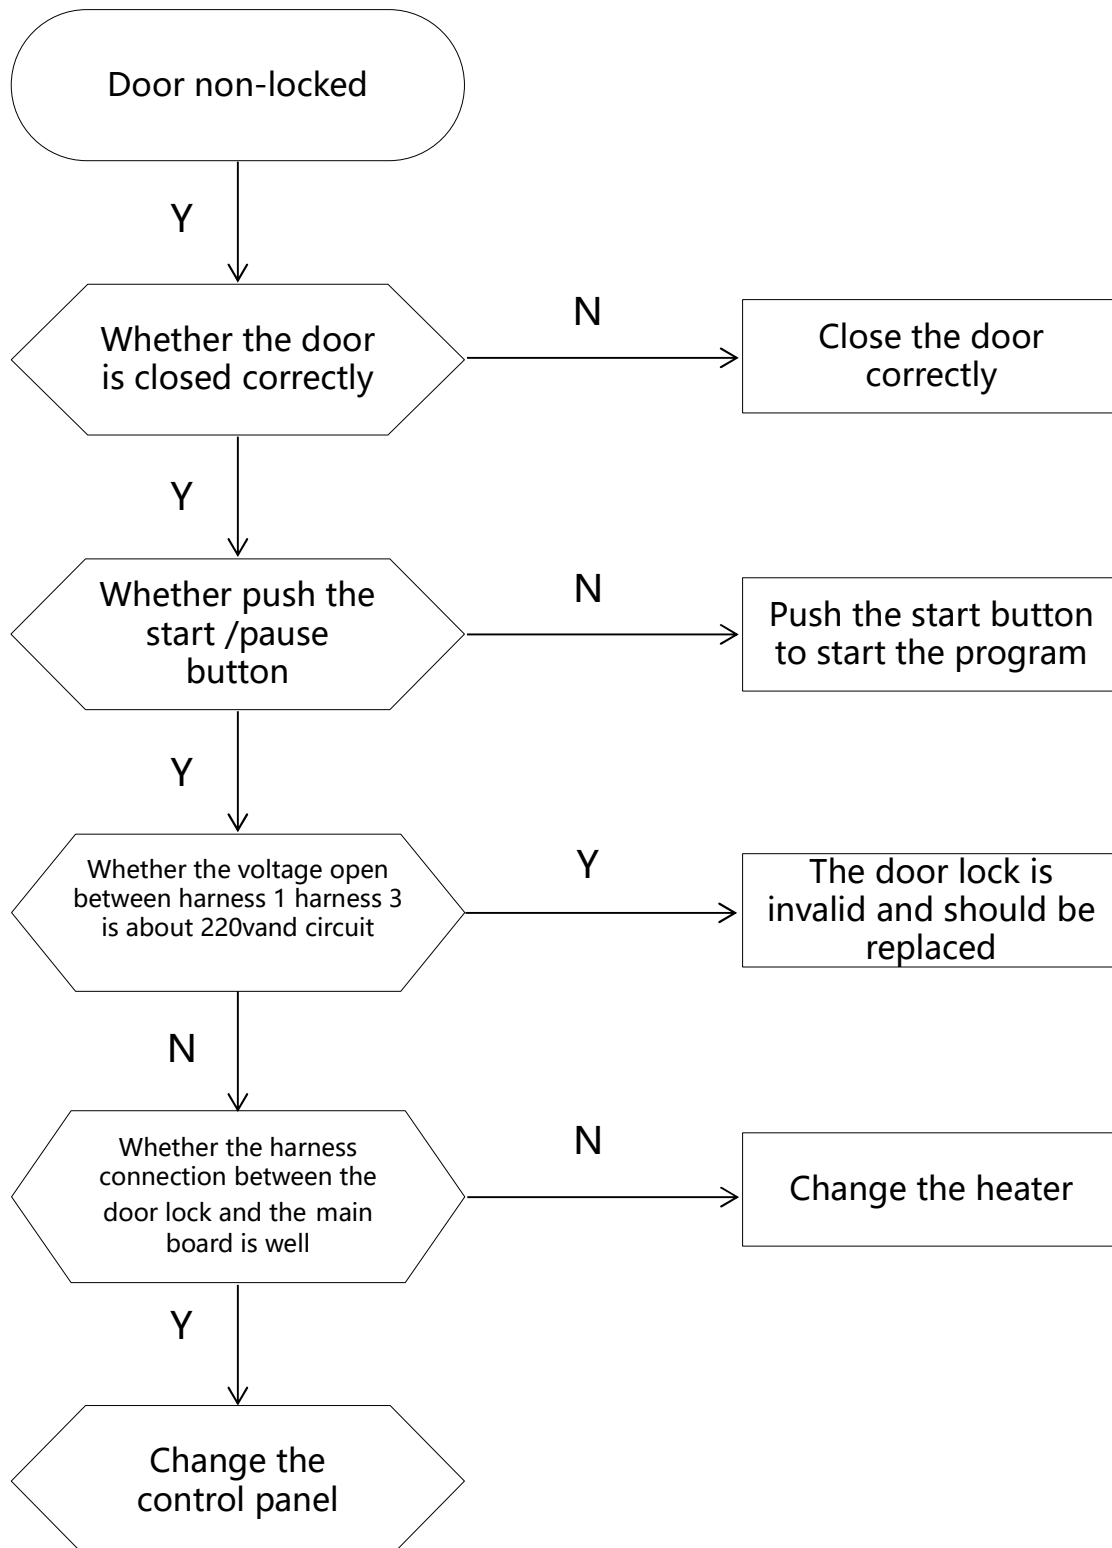 Door non-locked
Y
Whether the door
is closed correctly
N
Close the door
correctly
Y
Whether push the
start /pause
button
N
Push the start button
to start the program
Y
Whether the voltage open
between harness 1 harness 3
is about 220vand circuit
Y
The door lock is
invalid and should be
replaced
N
Whether the harness
connection between the
door lock and the main
board is well
N
Change the heater
Y
Change the
control panel